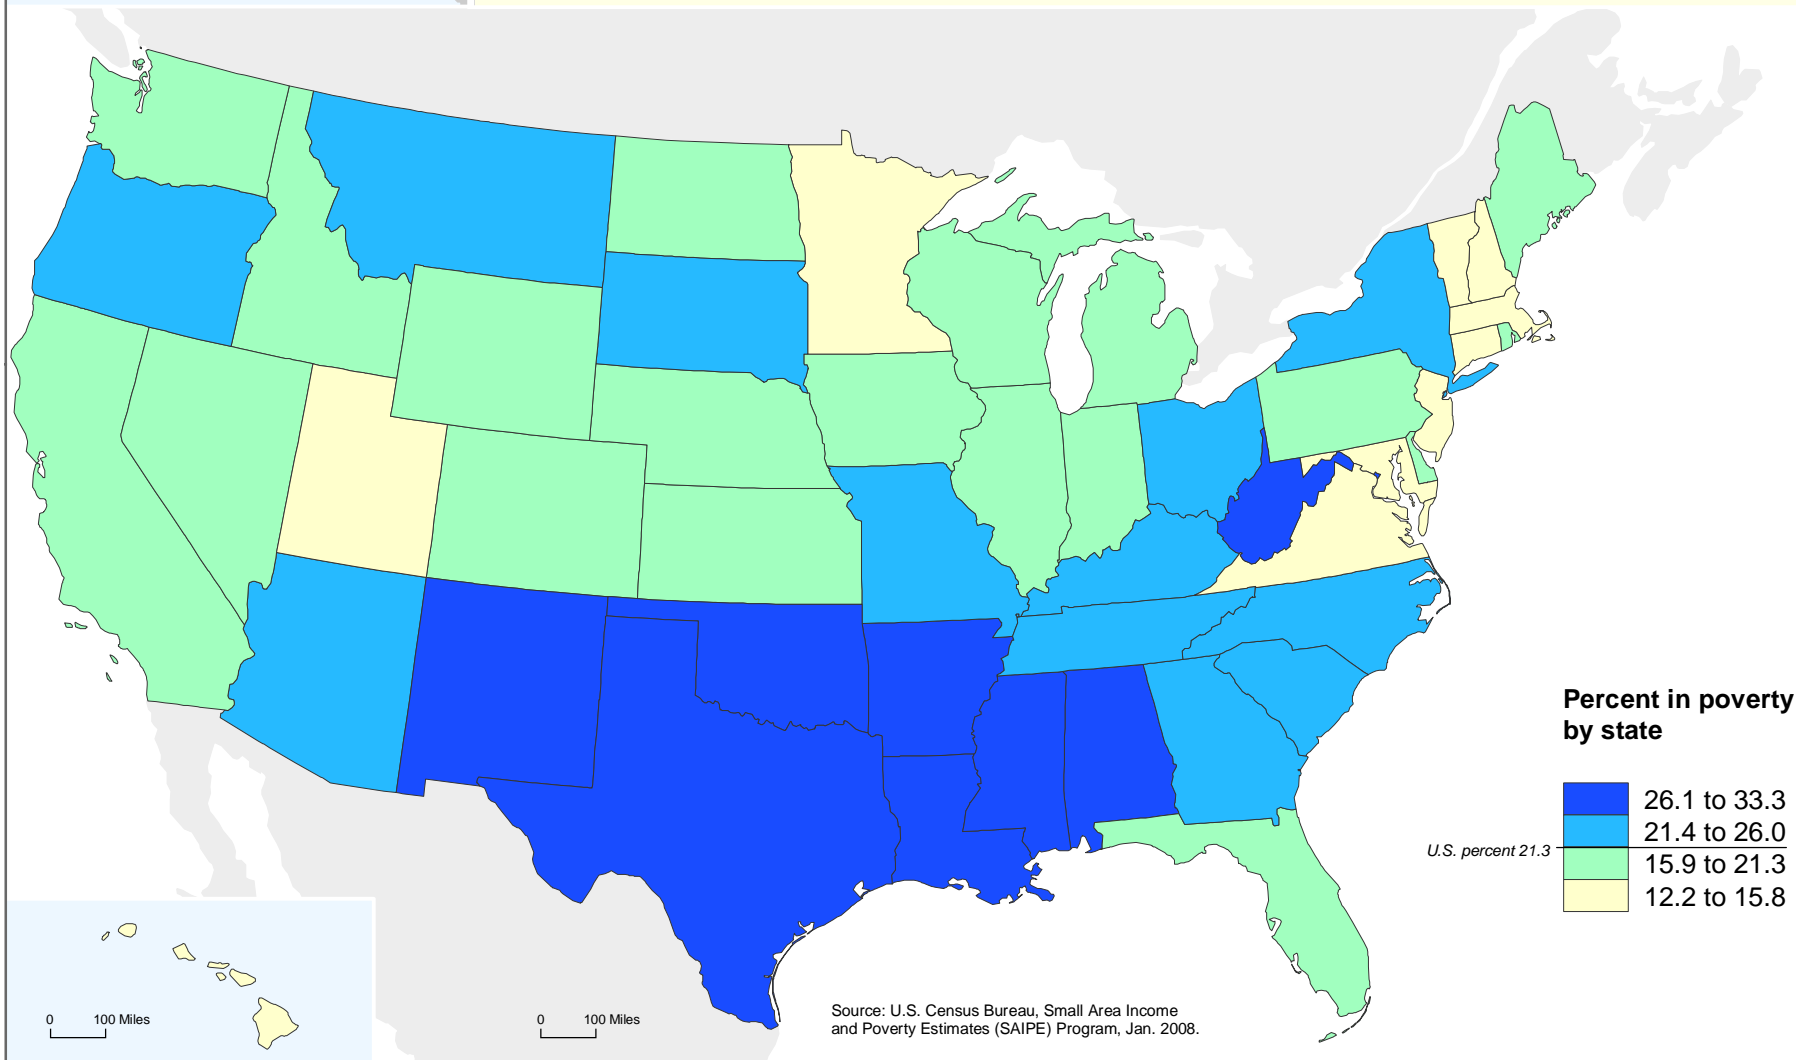 Percent in poverty
by state
26.1 to 33.3
21.4 to 26.0
U.S. percent 21.3
15.9 to 21.3
12.2 to 15.8
0 100 Miles
0 100 Miles
Source: U.S. Census Bureau, Small Area Income
and Poverty Estimates (SAIPE) Program, Jan. 2008.